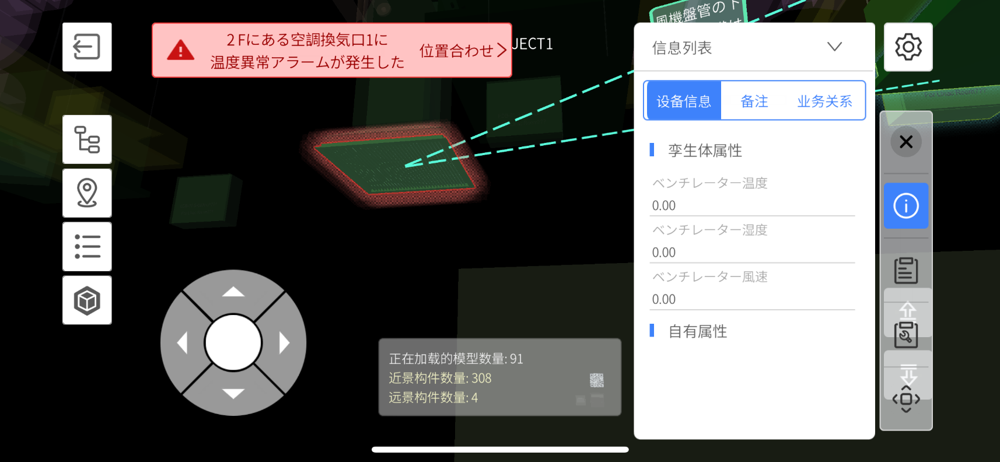 2Fにある空調換気口1に
温度異常アラームが発生した
位置合わせ
JECT1
風機盤管の下
信息列表
设备信息
备注
业务关系
孪生体属性
ベンチレーター温度
0.00
ベンチレーター湿度
0.00
ベンチレーター風速
0.00
自有属性
正在加载的模型数量: 91
近景构件数量: 308
远景构件数量: 4